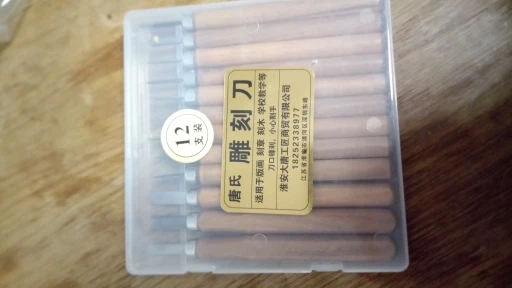 12
支装
唐氏 雕刻刀
适用于版画 刻章 刻木 学校教学等
刀口锋利，小心割手
淮安大唐工匠商贸有限公司
18252338977